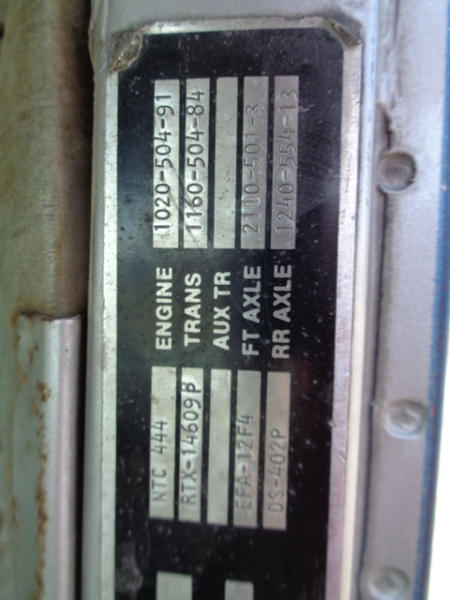 NTC 444 ENGINE 1020-504-91
RTX-14609P TRANS 1160-504-84
AUX TR
EFA-12F4 FT AXLE 2100-501-3
DS-402P RR AXLE 1240-554-13